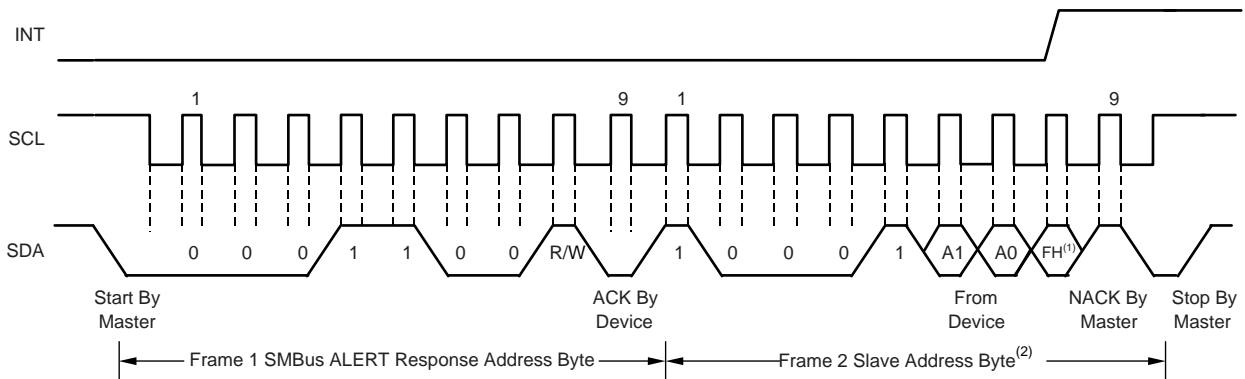 INT
1 9 1 9
SCL
SDA 0 0 0 1 1 0 0 R/W 1 0 0 0 1 A1 A0 FH(1)
Start By
Master
ACK By
Device
From
Device
NACK By
Master
Stop By
Master
Frame 1 SMBus ALERT Response Address Byte
Frame 2 Slave Address Byte(2)